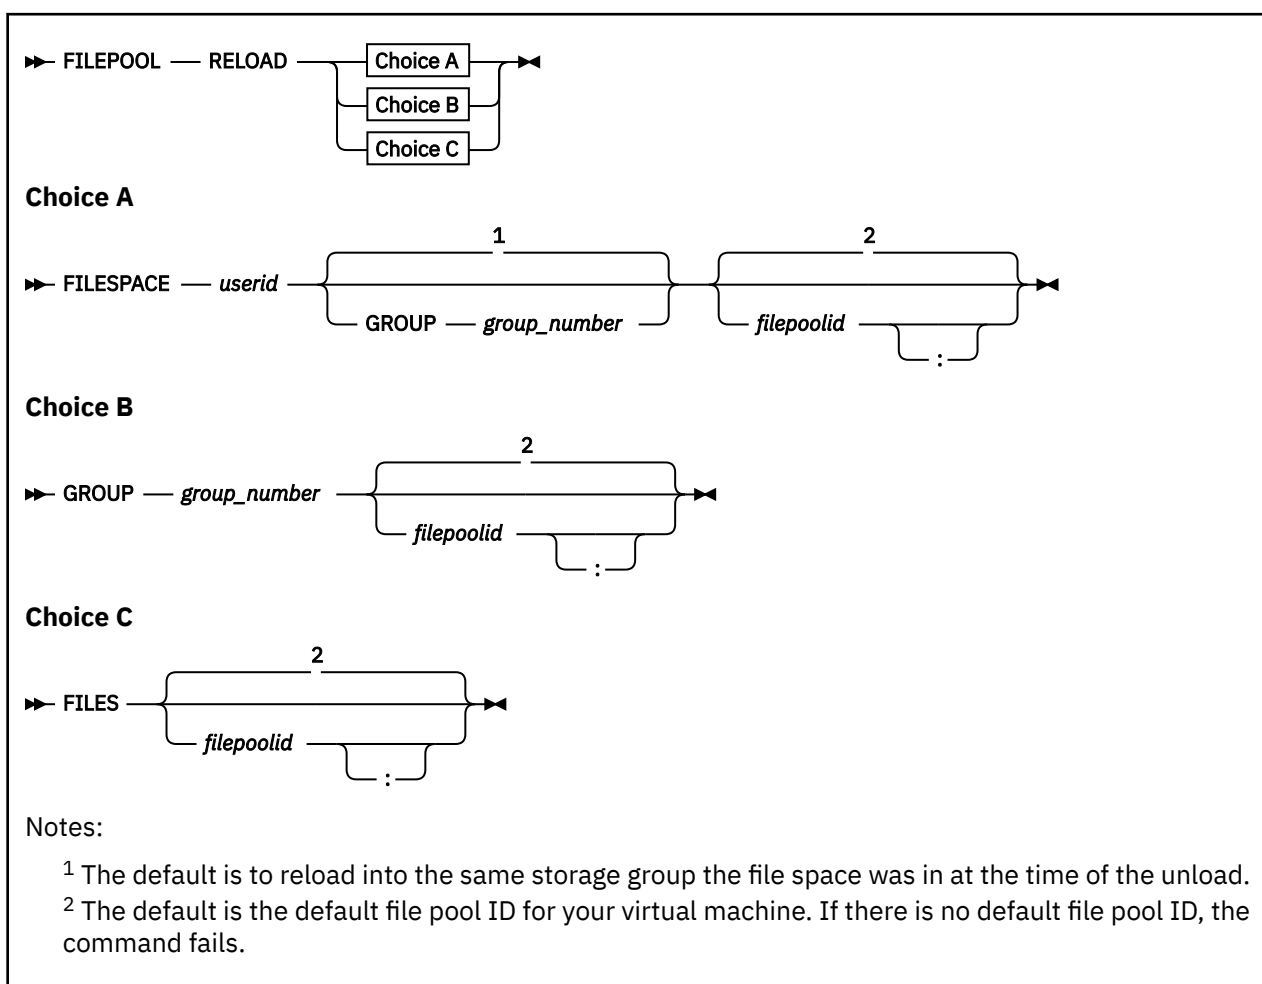 FILEPOOL RELOAD Choice A
Choice B
Choice C
Choice A
1 2
FILESPACE userid
GROUP group_number filepoolid
:
Choice B
2
GROUP group_number
filepoolid
:
Choice C
2
FILES
filepoolid
:
Notes:
1 The default is to reload into the same storage group the file space was in at the time of the unload.
2 The default is the default file pool ID for your virtual machine. If there is no default file pool ID, the
command fails.